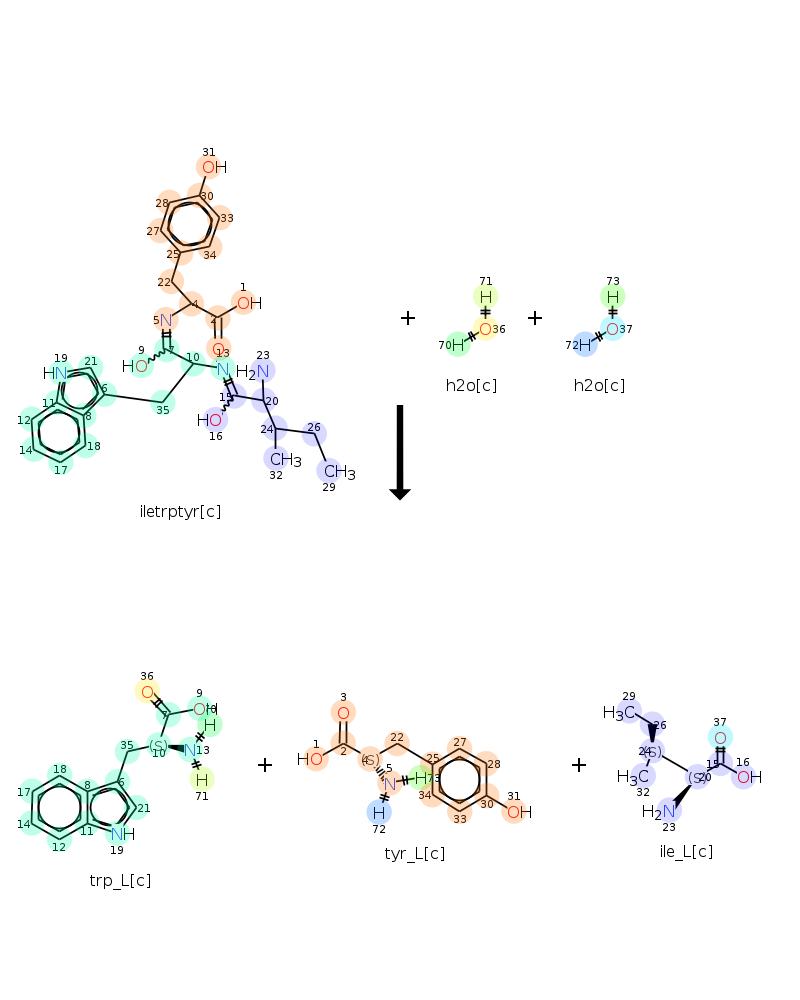 31
OH
30
28
33
27
25
34
22
4
1
OH
2
5
N
O
9
HO
7
10
13
N
23
H2N
19
HN
21
6
11
8
12
14
17
18
35
15
20
HO
16
24
26
CH3
32
CH3
29
iletrptyr[c]
+
71
H
O
36
70
H
h2o[c]
+
73
H
O
37
72
H
h2o[c]
36
O
9
OH
7
H
35
(S)
10
N
13
H
71
18
6
17
8
21
14
11
12
NH
19
trp_L[c]
+
3
O
1
HO
2
22
(S)
4
5
N
H
73
H
72
25
27
28
34
33
30
31
OH
tyr_L[c]
+
29
H3C
26
24
(S)
H3C
32
37
O
15
16
OH
(S)
20
H2N
23
ile_L[c]